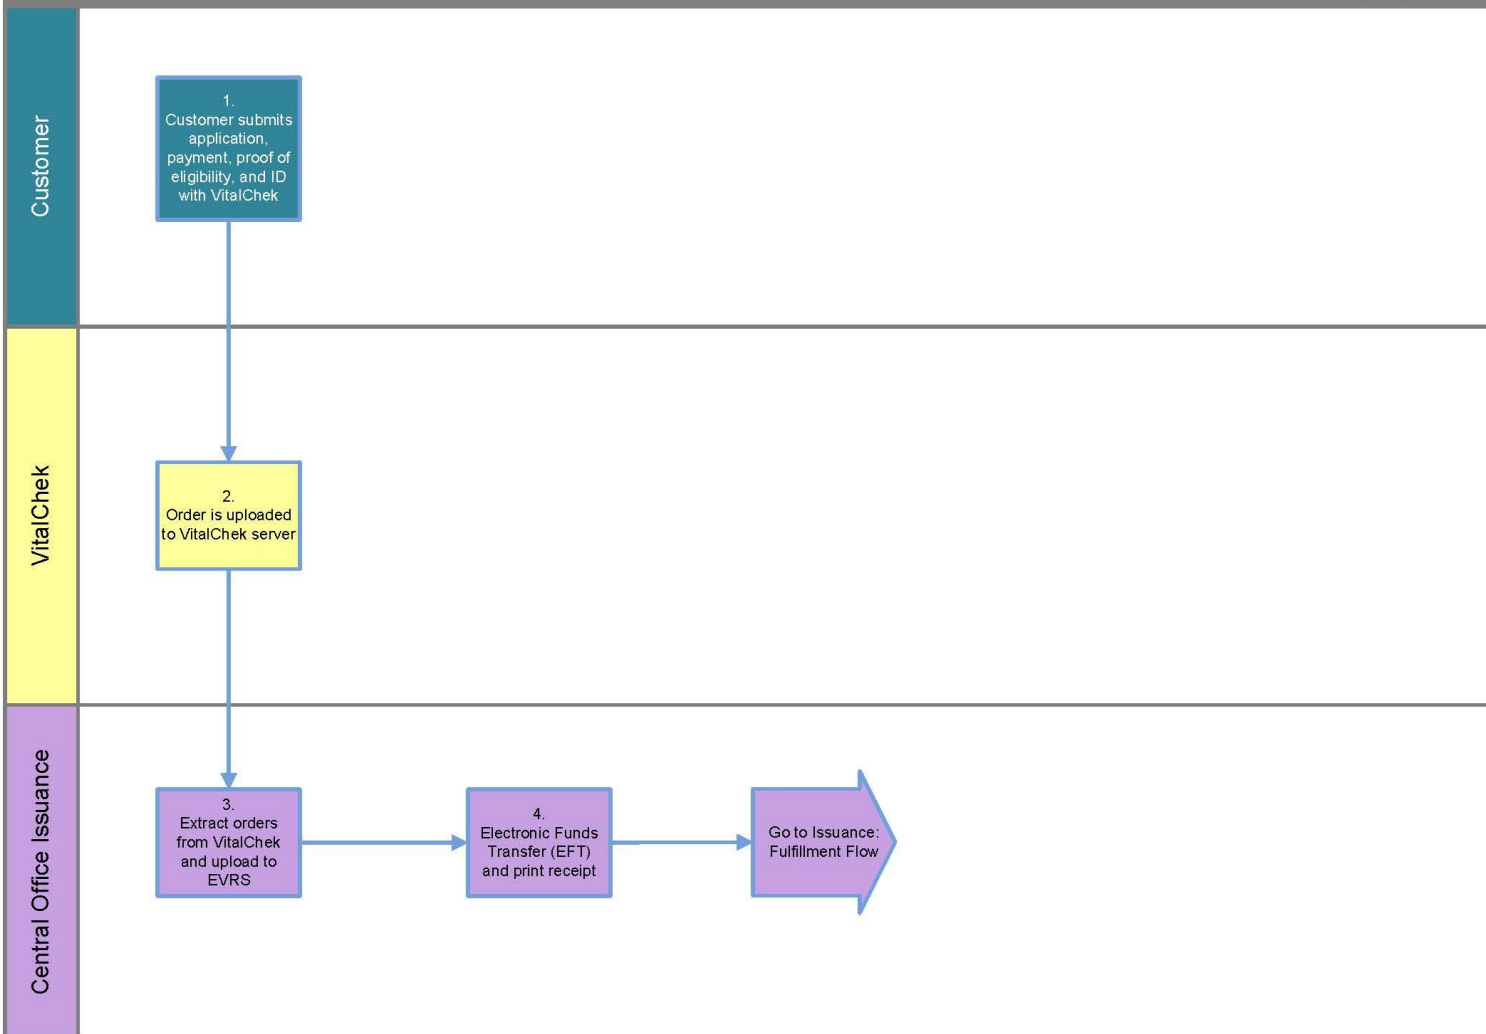 Customer
1.
Customer submits
application,
payment, proof of
eligibility, and ID
with VitalChek
VitalChek
2.
Order is uploaded
to VitalChek server
Central Office Issuance
3.
Extract orders
from VitalChek
and upload to
EVRS
4.
Electronic Funds
Transfer (EFT)
and print receipt
Go to Issuance:
Fulfillment Flow